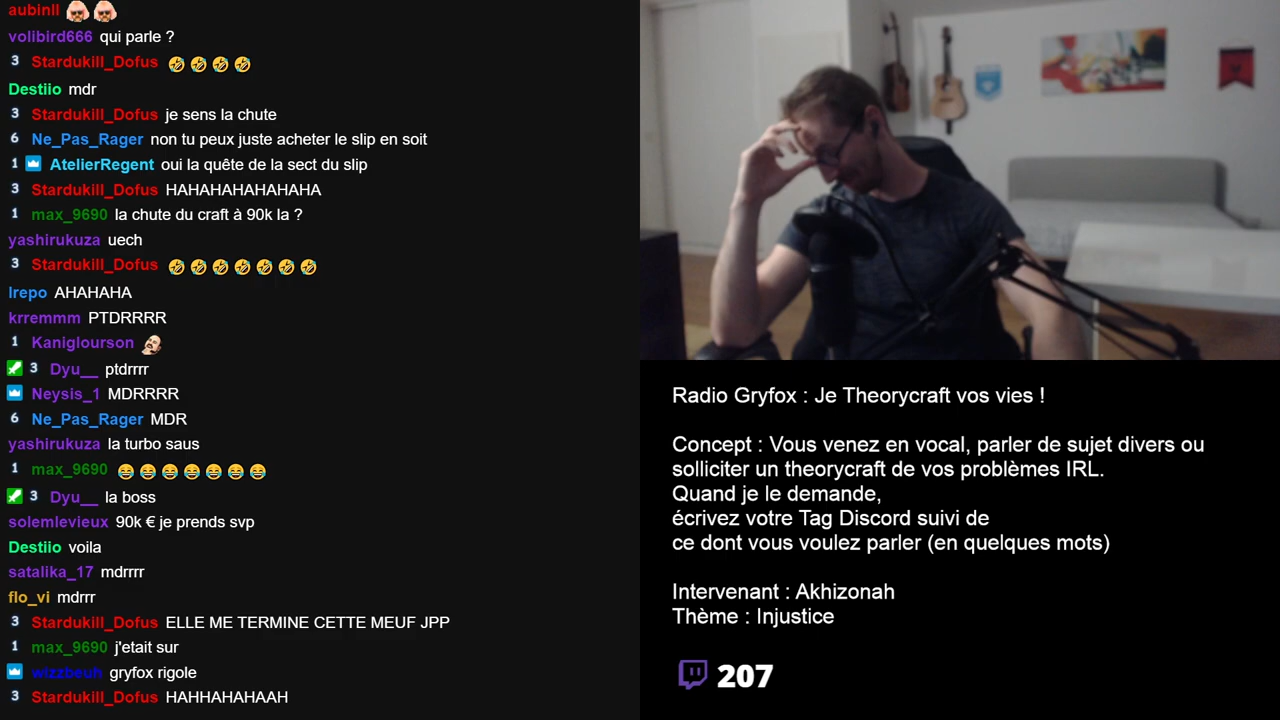 aubinll
volibird666 qui parle ?
3 Stardukill_Dofus
Destiio mdr
3 Stardukill_Dofus je sens la chute
6 Ne_Pas_Rager non tu peux juste acheter le slip en soit
1 AtelierRegent oui la quête de la sect du slip
3 Stardukill_Dofus HAHAHAHAHAHAHA
1 max_9690 la chute du craft à 90k la ?
yashirukuza uech
3 Stardukill_Dofus
Irepo AHAHAHA
krremmm PTDRRRR
1 Kaniglourson
3 Dyu__ ptdrrrr
Neysis_1 MDRRRR
6 Ne_Pas_Rager MDR
yashirukuza la turbo saus
1 max_9690
3 Dyu__ la boss
solemlevieux 90k € je prends svp
Destiio voila
satalika_17 mdrrrr
flo_vi mdrrr
3 Stardukill_Dofus ELLE ME TERMINE CETTE MEUF JPP
1 max_9690 j'etait sur
wizzbeuh gryfox rigole
3 Stardukill_Dofus HAHHAHAHAAH
Radio Gryfox : Je Theorycraft vos vies !
Concept : Vous venez en vocal, parler de sujet divers ou
solliciter un theorycraft de vos problèmes IRL.
Quand je le demande,
écrivez votre Tag Discord suivi de
ce dont vous voulez parler (en quelques mots)
Intervenant : Akhizonah
Thème : Injustice
207